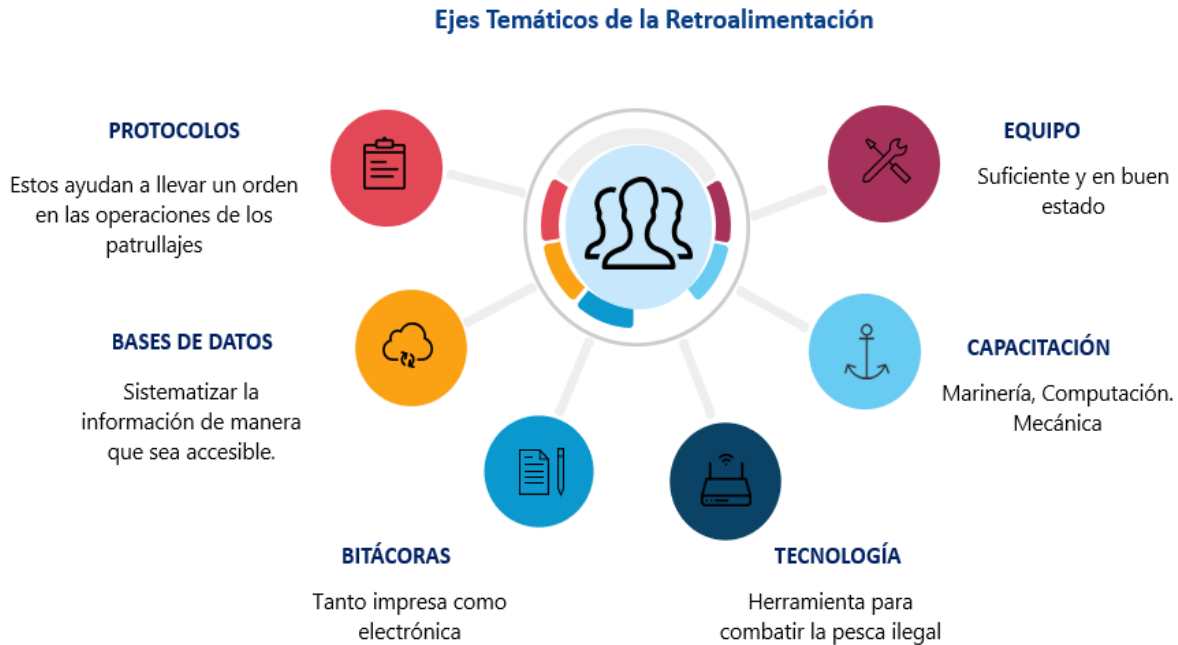 Ejes Temáticos de la Retroalimentación
PROTOCOLOS
Estos ayudan a llevar un orden
en las operaciones de los
patrullajes
EQUIPO
Suficiente y en buen
estado
BASES DE DATOS
Sistematizar la
información de manera
que sea accesible.
CAPACITACIÓN
Marinería, Computación.
Mecánica
BITÁCORAS
Tanto impresa como
electrónica
TECNOLOGÍA
Herramienta para
combatir la pesca ilegal